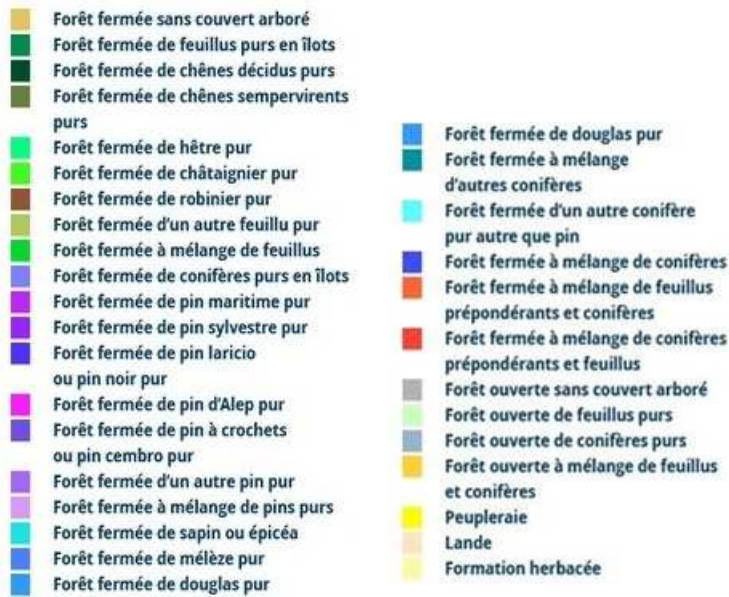 Forêt fermée sans couvert arboré
Forêt fermée de feuillus purs en îlots
Forêt fermée de chênes décidus purs
Forêt fermée de chênes sempervirents
purs
Forêt fermée de hêtre pur
Forêt fermée de châtaignier pur
Forêt fermée de robinier pur
Forêt fermée d'un autre feuillu pur
Forêt fermée à mélange de feuillus
Forêt fermée de conifères purs en îlots
Forêt fermée de pin maritime pur
Forêt fermée de pin sylvestre pur
Forêt fermée de pin laricio
ou pin noir pur
Forêt fermée de pin d'Alep pur
Forêt fermée de pin à crochets
ou pin cembro pur
Forêt fermée d'un autre pin pur
Forêt fermée à mélange de pins purs
Forêt fermée de sapin ou épicéa
Forêt fermée de mélèze pur
Forêt fermée de douglas pur
Forêt fermée de douglas pur
Forêt fermée à mélange
d'autres conifères
Forêt fermée d'un autre conifère
pur autre que pin
Forêt fermée à mélange de conifères
Forêt fermée à mélange de feuillus
prépondérants et conifères
Forêt fermée à mélange de conifères
prépondérants et feuillus
Forêt ouverte sans couvert arboré
Forêt ouverte de feuillus purs
Forêt ouverte de conifères purs
Forêt ouverte à mélange de feuillus
et conifères
Peupleraie
Lande
Formation herbacée